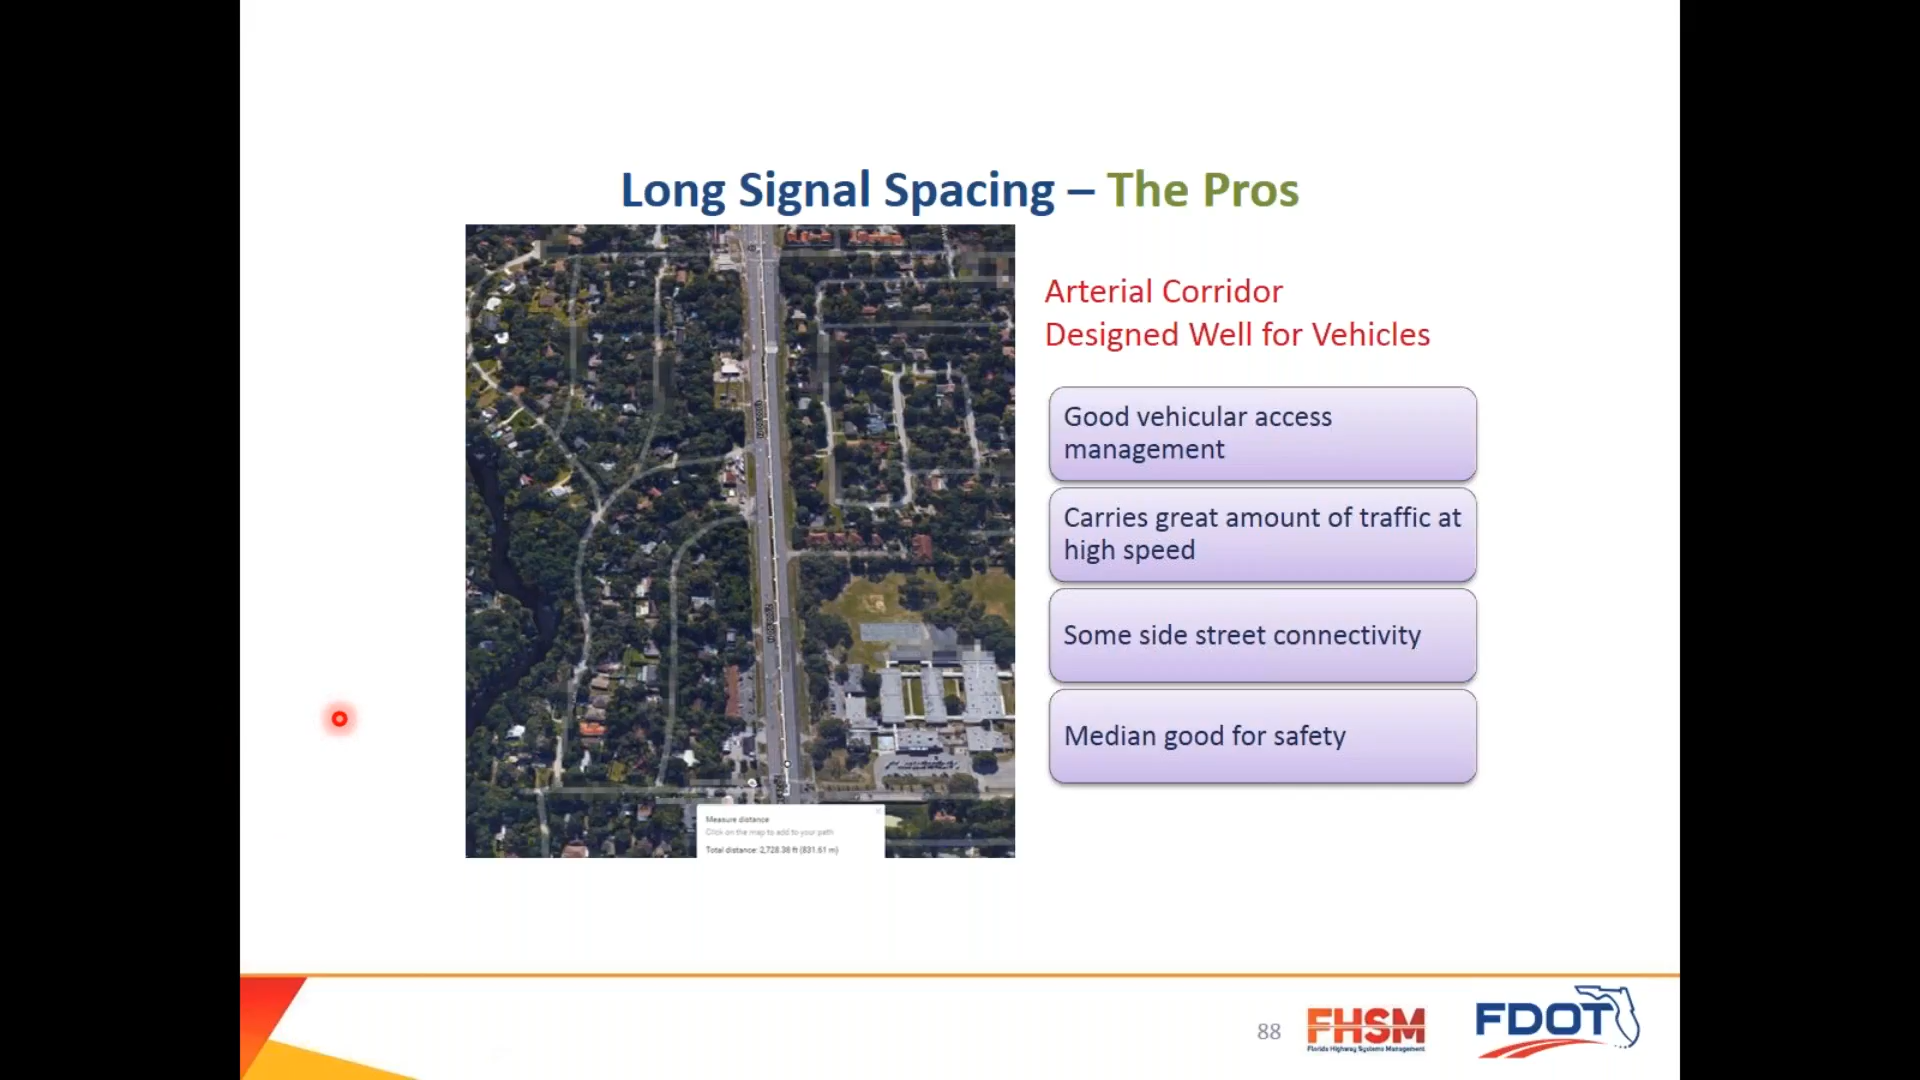 Long Signal Spacing – The Pros
Arterial Corridor
Designed Well for Vehicles
Good vehicular access
management
Carries great amount of traffic at
high speed
Some side street connectivity
Median good for safety
Measure distance
Click on the map to add to your path
Total distance: 2,728.38 ft (831.61 m)
88
FHSM
Florida Highway Systems Management
FDOT